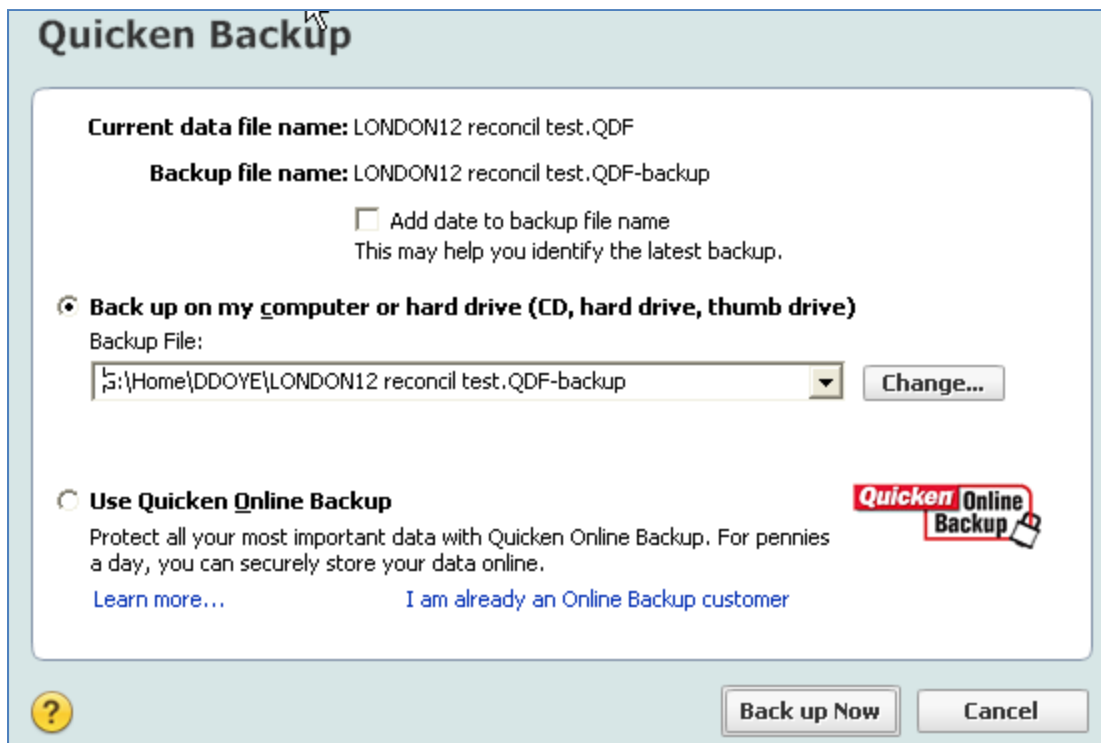 Quicken Backup
Current data file name: LONDON12 reconcil test.QDF
Backup file name: LONDON12 reconcil test.QDF-backup
Add date to backup file name
This may help you identify the latest backup.
Back up on my computer or hard drive (CD, hard drive, thumb drive)
Backup File:
:\Home\DDOYE\LONDON12 reconcil test.QDF-backup
Change...
Use Quicken Online Backup
Quicken Online
Backup
Protect all your most important data with Quicken Online Backup. For pennies
a day, you can securely store your data online.
Learn more...
I am already an Online Backup customer
?
Back up Now
Cancel